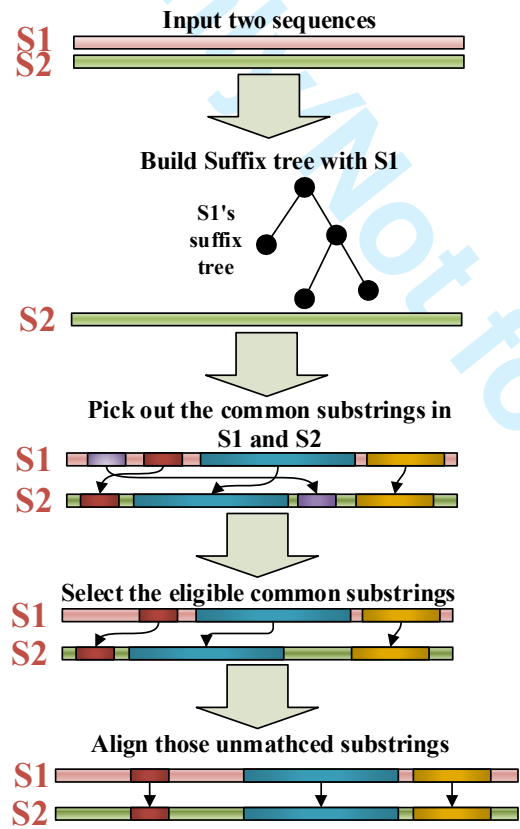 Input two sequences
S1
S2
Build Suffix tree with S1
S1's
suffix
tree
S2
Pick out the common substrings in
S1 and S2
S1
S2
Select the eligible common substrings
S1
S2
Align those unmathced substrings
S1
S2